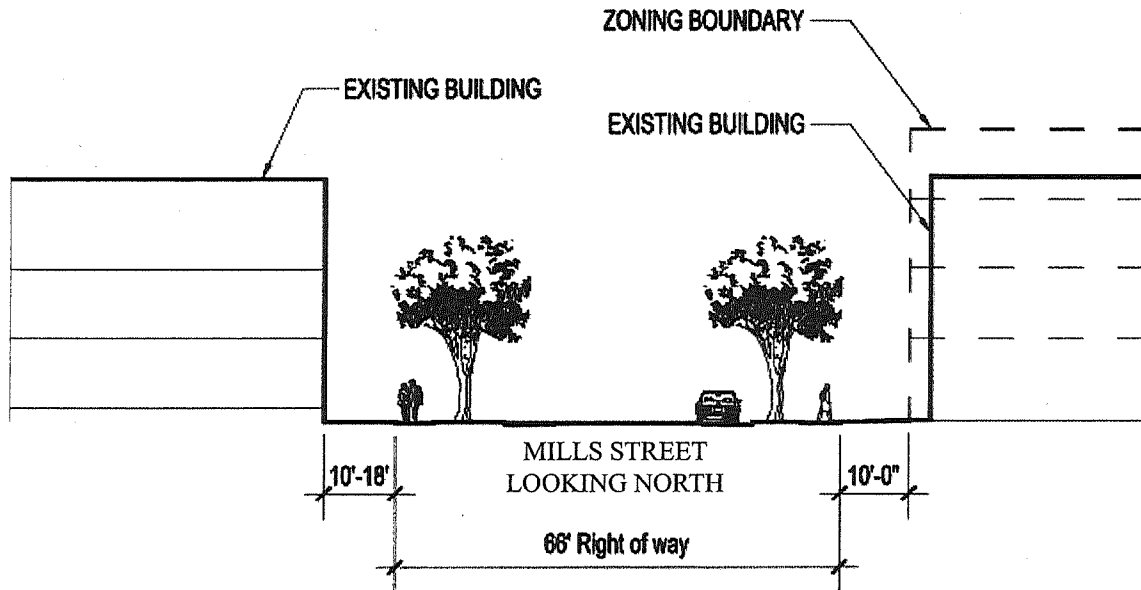 ZONING BOUNDARY
EXISTING BUILDING
EXISTING BUILDING
MILLS STREET
LOOKING NORTH
10'-18'
10'-0"
66' Right of way